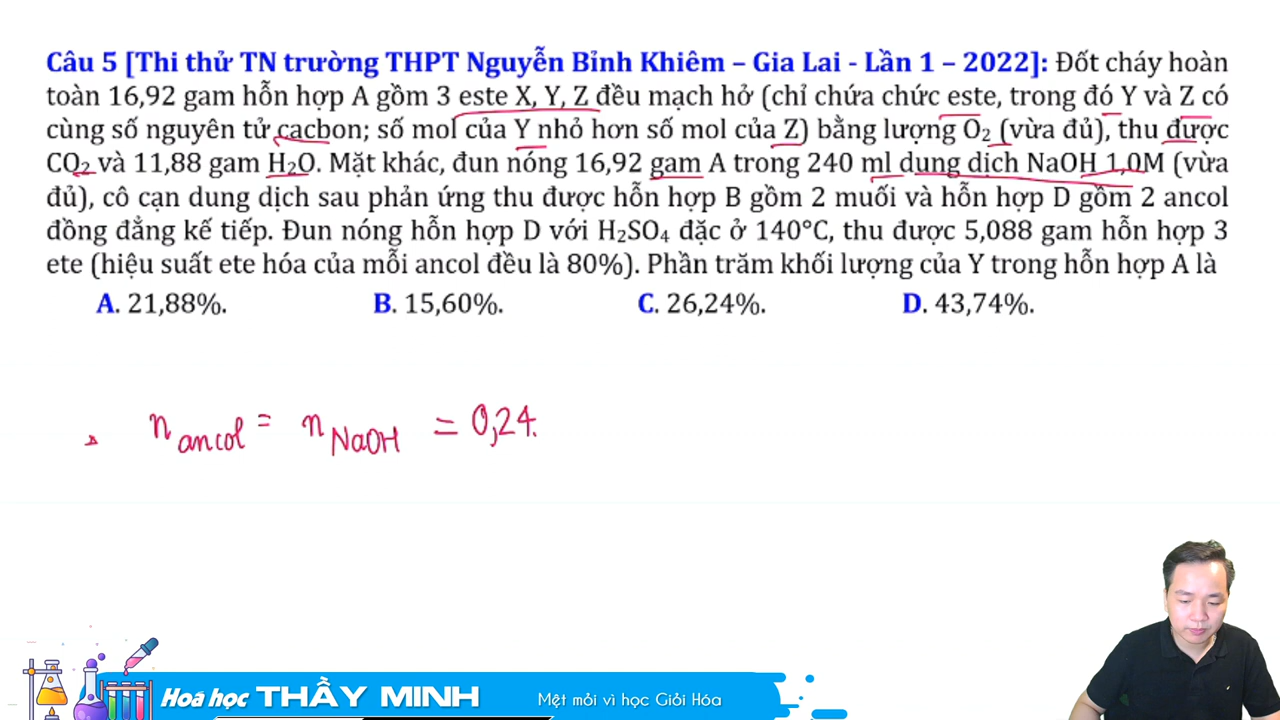 Câu 5 [Thi thử TN trường THPT Nguyễn Bỉnh Khiêm – Gia Lai - Lần 1 – 2022]: Đốt cháy hoàn
toàn 16,92 gam hỗn hợp A gồm 3 este X, Y, Z đều mạch hở (chỉ chứa chức este, trong đó Y và Z có
cùng số nguyên tử cacbon; số mol của Y nhỏ hơn số mol của Z) bằng lượng O₂ (vừa đủ), thu được
CO₂ và 11,88 gam H₂O. Mặt khác, đun nóng 16,92 gam A trong 240 ml dung dịch NaOH 1,0M (vừa
đủ), cô cạn dung dịch sau phản ứng thu được hỗn hợp B gồm 2 muối và hỗn hợp D gồm 2 ancol
đồng đẳng kế tiếp. Đun nóng hỗn hợp D với H₂SO₄ đặc ở 140°C, thu được 5,088 gam hỗn hợp 3
ete (hiệu suất ete hóa của mỗi ancol đều là 80%). Phần trăm khối lượng của Y trong hỗn hợp A là
A. 21,88%. B. 15,60%. C. 26,24%. D. 43,74%.
n ancol = n NaOH = 0,24.
Hoá học THẦY MINH Mệt mỏi vì học Giỏi Hóa